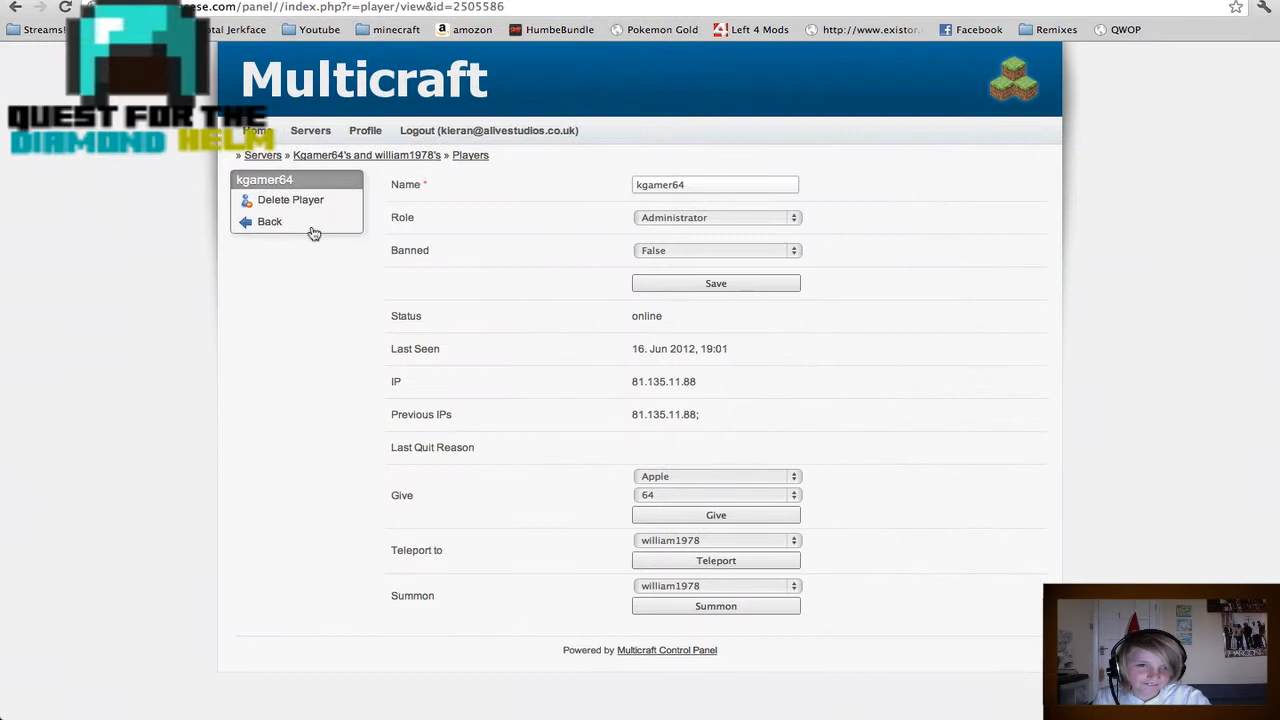 ese.com/panel//index.php?r=player/view&id=2505586
Streams!
otal Jerkface
Youtube
minecraft
amozon
HumbeBundle
Pokemon Gold
Left 4 Mods
http://www.existor.
Facebook
Remixes
QWOP
QUEST FOR THE
DIAMOND HELM
Multicraft
Home
Servers
Profile
Logout (kieran@alivestudios.co.uk)
» Servers » Kgamer64's and william1978's » Players
kgamer64
Delete Player
Back
Name * kgamer64
Role Administrator
Banned False
Save
Status online
Last Seen 16. Jun 2012, 19:01
IP 81.135.11.88
Previous IPs 81.135.11.88;
Last Quit Reason
Give
Apple
64
Give
Teleport to
william1978
Teleport
Summon
william1978
Summon
Powered by Multicraft Control Panel